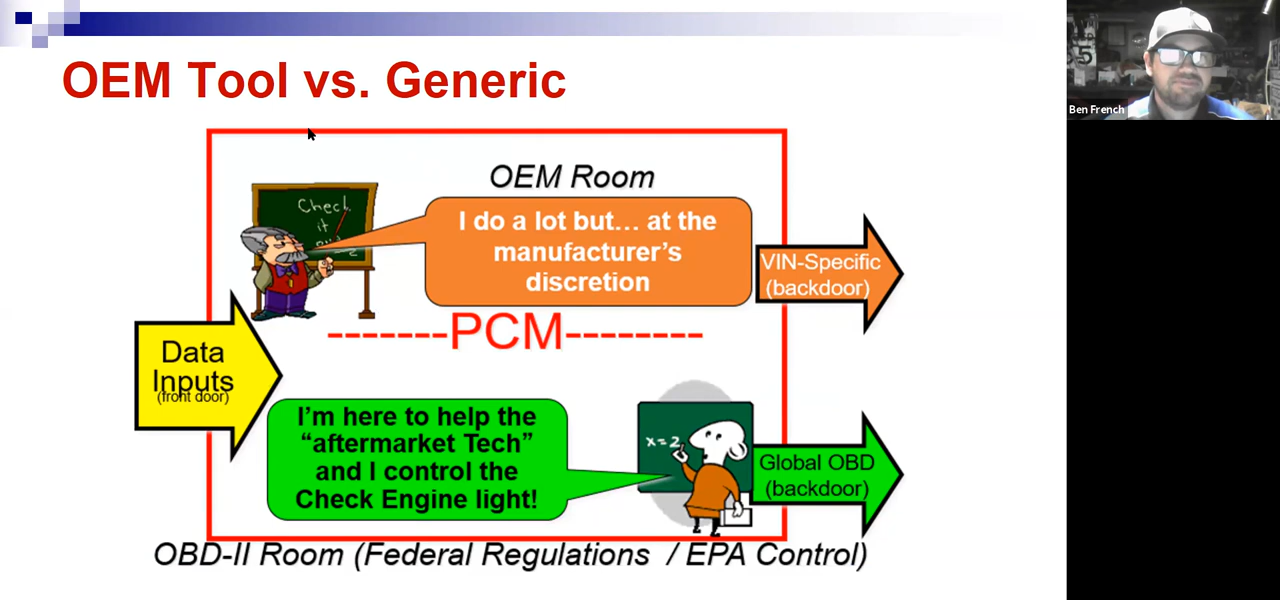 OEM Tool vs. Generic
OEM Room
Check
it
I do a lot but… at the
manufacturer’s
discretion
VIN-Specific
(backdoor)
-------PCM--------
Data
Inputs
(front door)
I’m here to help the
“aftermarket Tech”
and I control the
Check Engine light!
x=2
Global OBD
(backdoor)
OBD-II Room (Federal Regulations / EPA Control)
Ben French